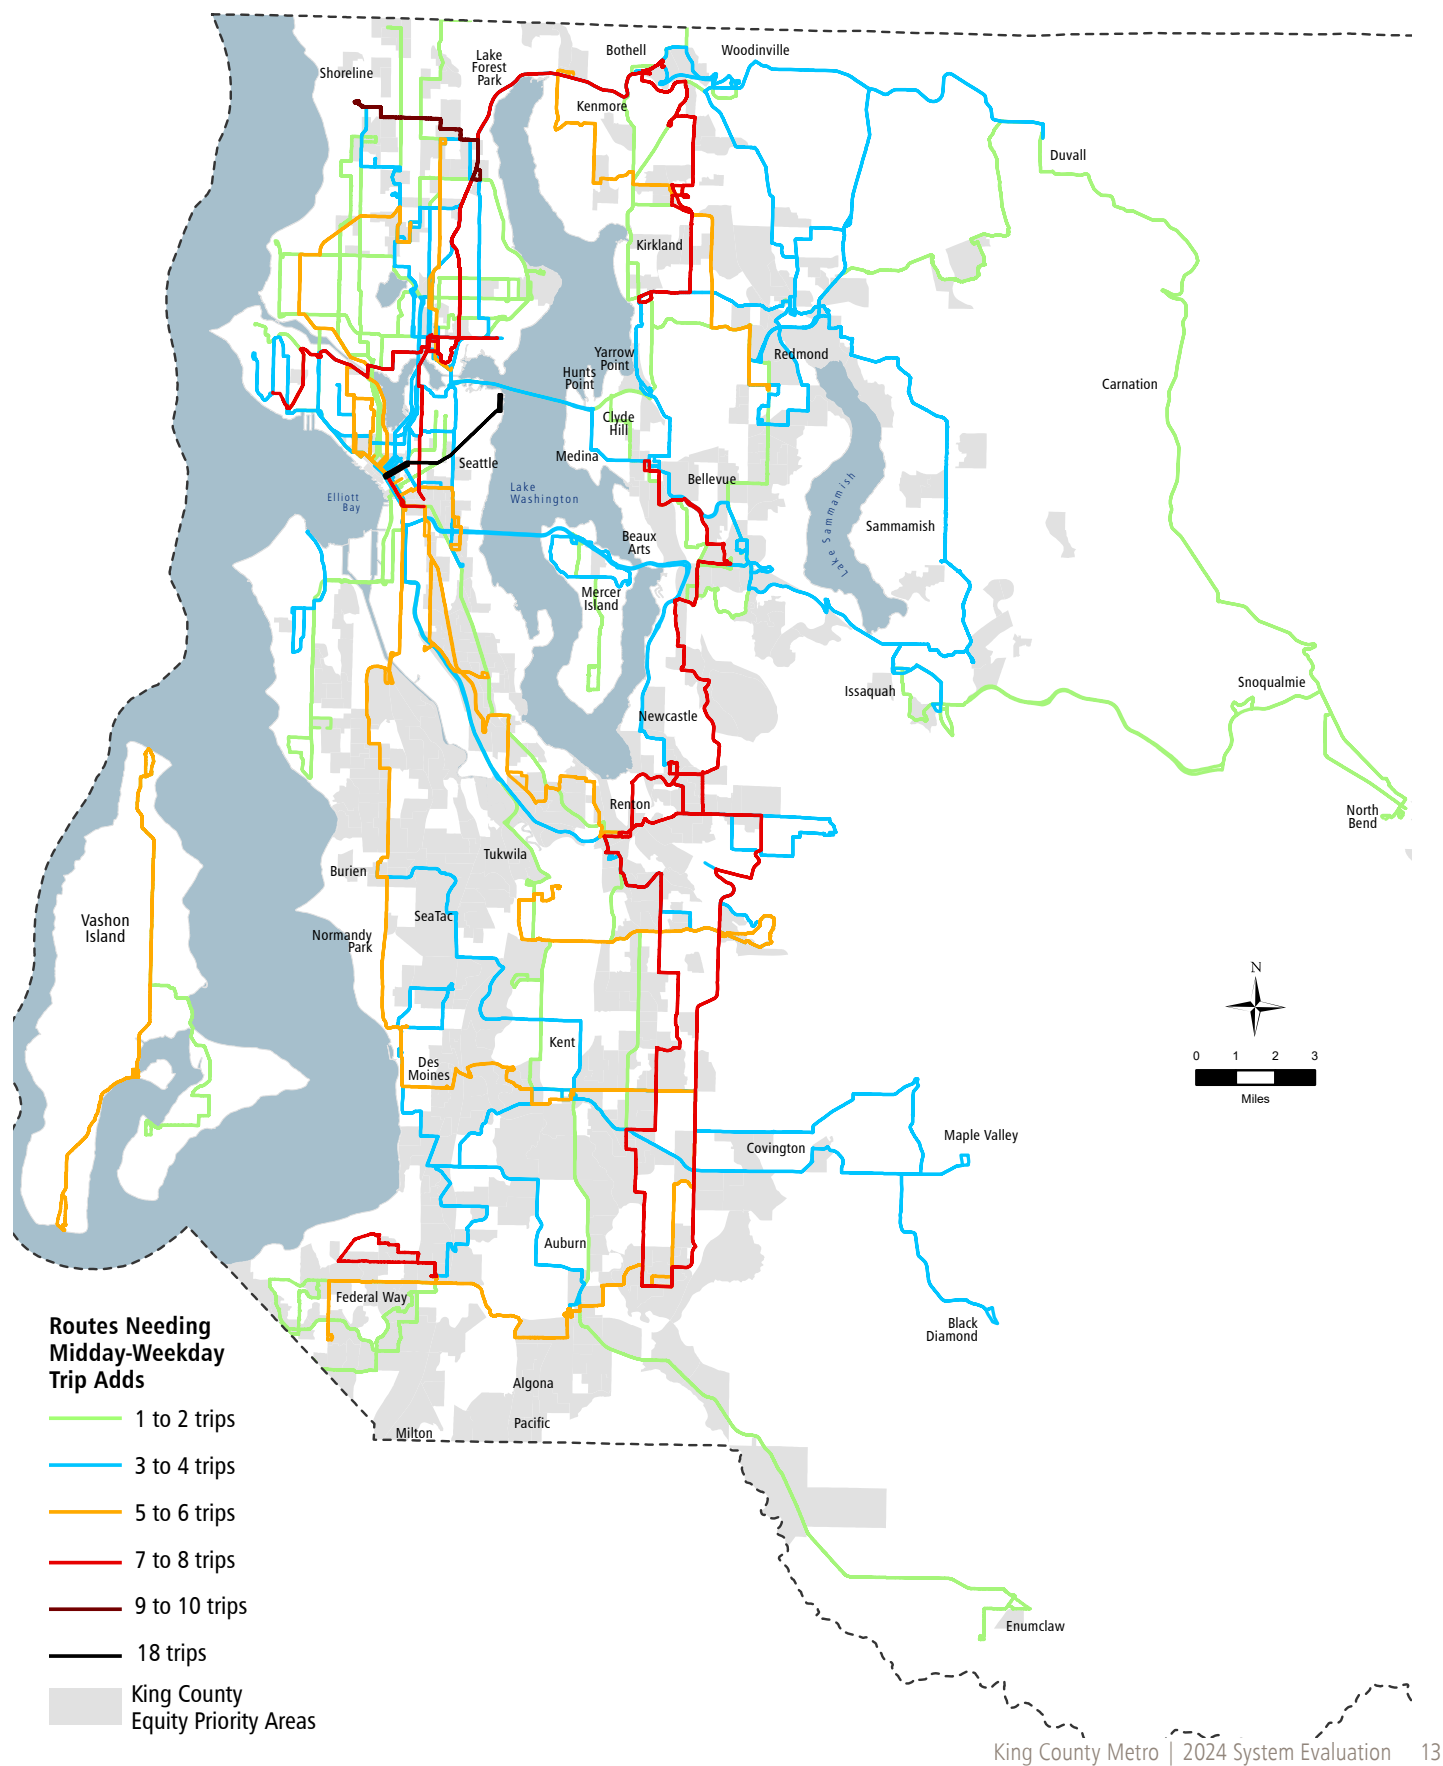 Bothell
Woodinville
Lake
Forest
Park
Shoreline
Kenmore
Duvall
Kirkland
Yarrow
Point
Redmond
Hunts
Point
Carnation
Clyde
Hill
Medina
Seattle
Bellevue
Lake
Washington
Elliott
Bay
Lake Sammamish
Sammamish
Beaux
Arts
Mercer
Island
Snoqualmie
Issaquah
Newcastle
Renton
North
Bend
Tukwila
Burien
Vashon
Island
SeaTac
Normandy
Park
N
Kent
Des
Moines
0 1 2 3
Miles
Maple Valley
Covington
Auburn
Federal Way
Black
Diamond
Algona
Pacific
Milton
Enumclaw
Routes Needing
Midday-Weekday
Trip Adds
1 to 2 trips
3 to 4 trips
5 to 6 trips
7 to 8 trips
9 to 10 trips
18 trips
King County
Equity Priority Areas
King County Metro | 2024 System Evaluation 13